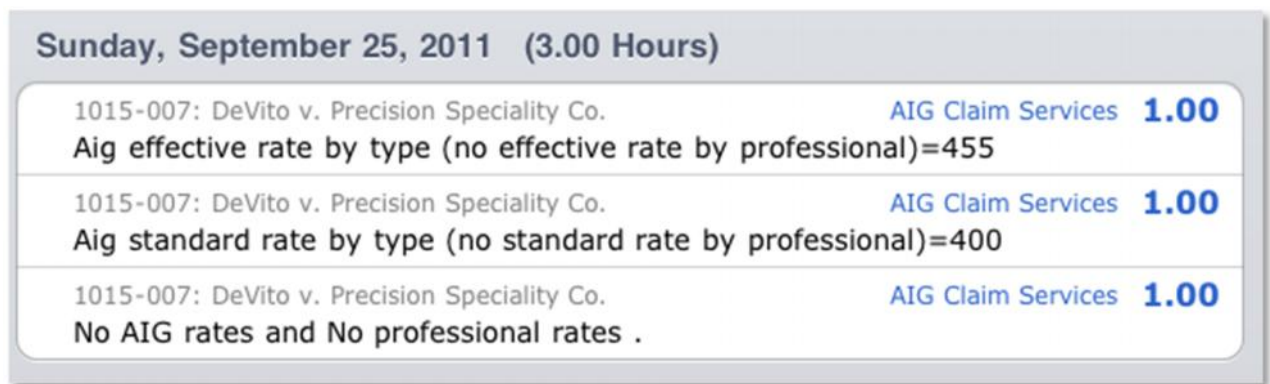 Sunday, September 25, 2011 (3.00 Hours)
1015-007: DeVito v. Precision Speciality Co. AIG Claim Services 1.00
Aig effective rate by type (no effective rate by professional)=455
1015-007: DeVito v. Precision Speciality Co. AIG Claim Services 1.00
Aig standard rate by type (no standard rate by professional)=400
1015-007: DeVito v. Precision Speciality Co. AIG Claim Services 1.00
No AIG rates and No professional rates .